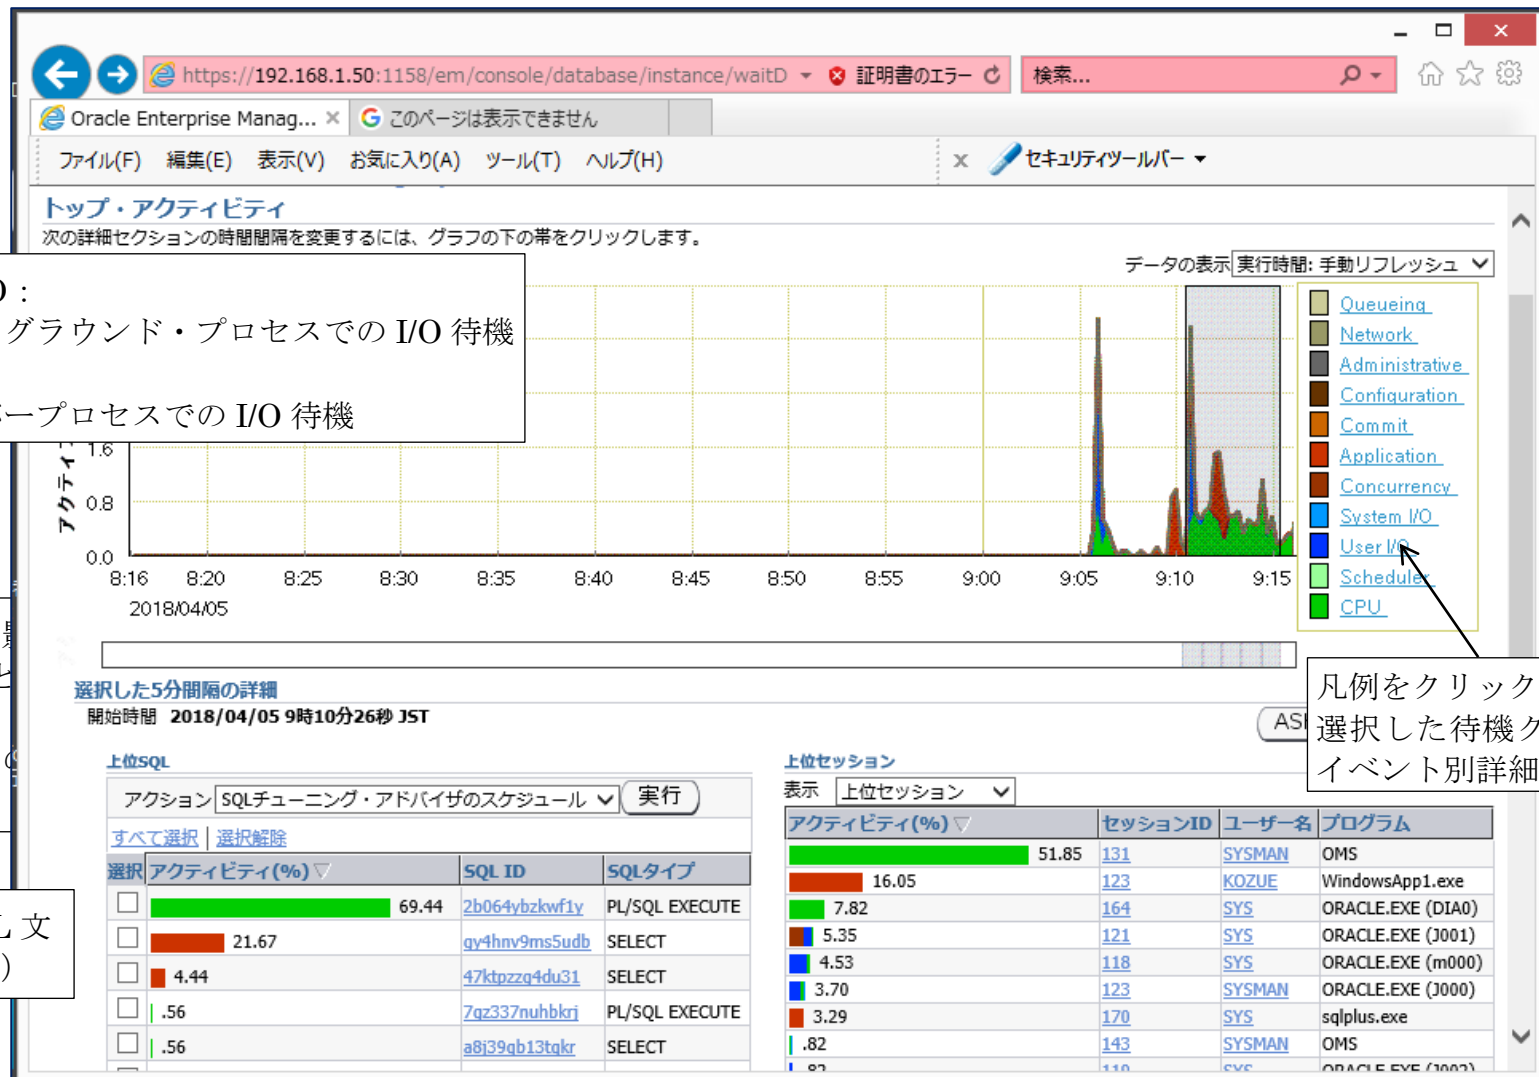 https://192.168.1.50:1158/em/console/database/instance/waitD
証明書のエラー
検索...
Oracle Enterprise Manag...
このページは表示できません
ファイル(F) 編集(E) 表示(V) お気に入り(A) ツール(T) ヘルプ(H)
x セキュリティツールバー
トップ・アクティビティ
次の詳細セクションの時間間隔を変更するには、グラフの下の帯をクリックします。
データの表示 実行時間: 手動リフレッシュ
O：
グラウンド・プロセスでの I/O 待機
プロセスでの I/O 待機
アクティ
1.6
0.8
0.0
8:16 8:20 8:25 8:30 8:35 8:40 8:45 8:50 8:55 9:00 9:05 9:10 9:15
2018/04/05
Queueing
Network
Administrative
Configuration
Commit
Application
Concurrency
System I/O
User I/O
Scheduler
CPU
凡例をクリック
選択した待機ク
イベント別詳細
選択した5分間隔の詳細
開始時間 2018/04/05 9時10分26秒 JST
AS
上位SQL
アクション SQLチューニング・アドバイザのスケジュール 実行
すべて選択 | 選択解除
選択 アクティビティ(%) SQL ID SQLタイプ
69.44 2b064ybzkwf1y PL/SQL EXECUTE
21.67 gy4hnv9ms5udb SELECT
4.44 47ktpzzq4du31 SELECT
.56 7gz337nuhbkrj PL/SQL EXECUTE
.56 a8j39qb13tqkr SELECT
L 文
）
上位セッション
表示 上位セッション
アクティビティ(%) セッションID ユーザー名 プログラム
51.85 131 SYSMAN OMS
16.05 123 KOZUE WindowsApp1.exe
7.82 164 SYS ORACLE.EXE (DIA0)
5.35 121 SYS ORACLE.EXE (J001)
4.53 118 SYS ORACLE.EXE (m000)
3.70 123 SYSMAN ORACLE.EXE (J000)
3.29 170 SYS sqlplus.exe
.82 143 SYSMAN OMS
.82 119 SYS ORACLE.EXE (J002)